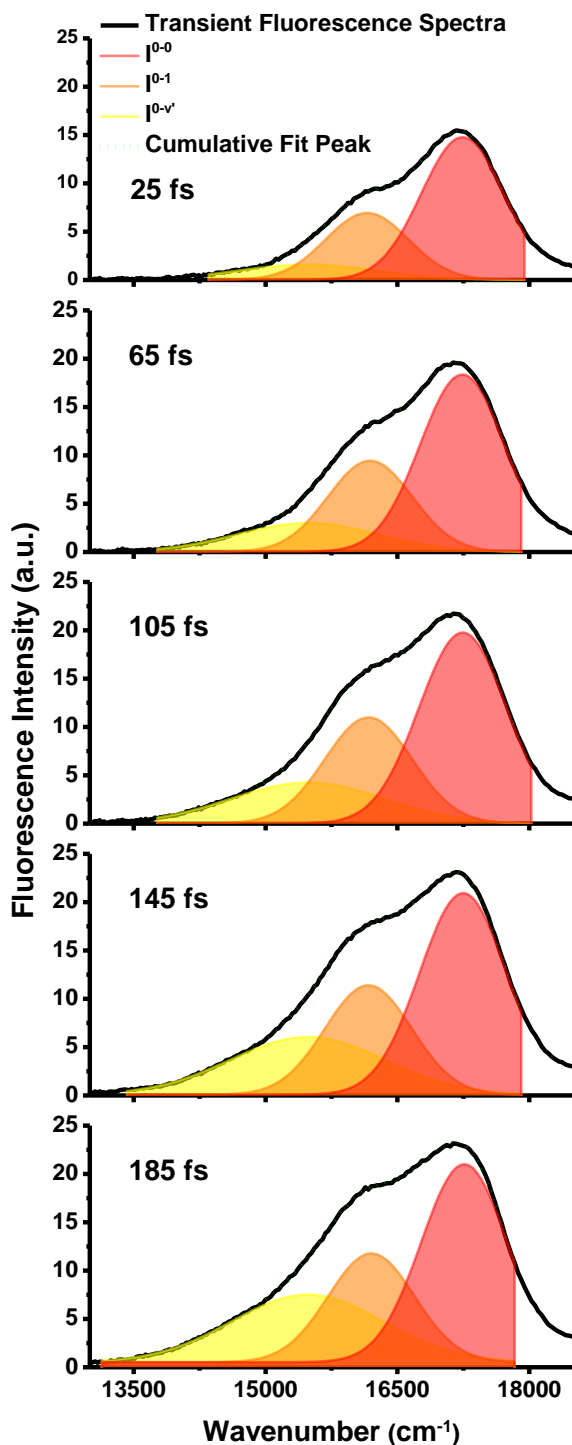 Transient Fluorescence Spectra
I⁰⁻⁰
I⁰⁻¹
I⁰⁻ᵛ'
Cumulative Fit Peak
25 fs
25
20
15
10
5
0
65 fs
25
20
15
10
5
0
105 fs
25
20
15
10
5
0
145 fs
25
20
15
10
5
0
185 fs
25
20
15
10
5
0
13500 15000 16500 18000
Fluorescence Intensity (a.u.)
Wavenumber (cm⁻¹)